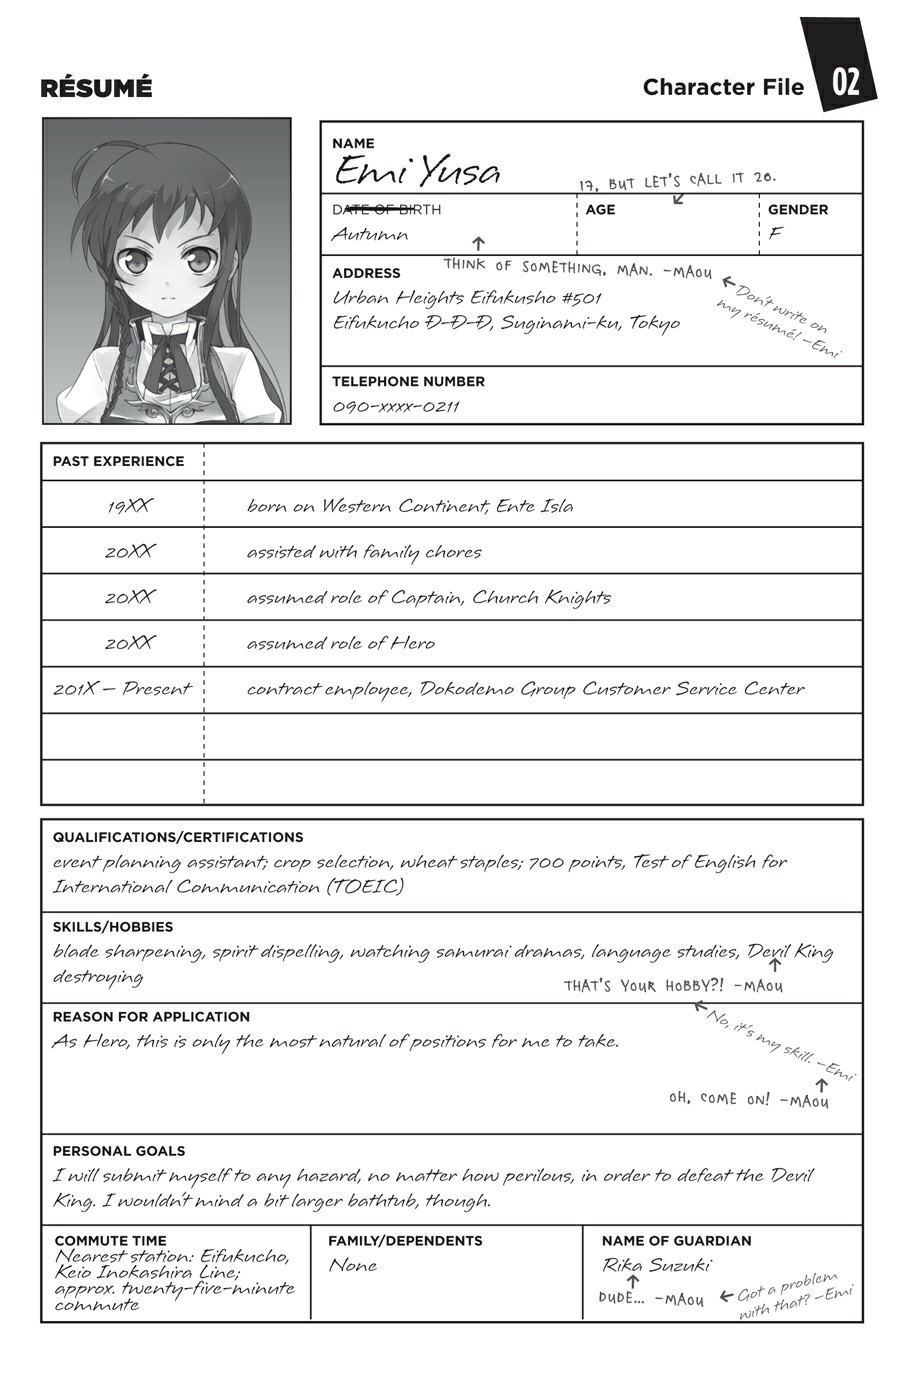 RÉSUMÉ
Character File 02
NAME
Emi Yusa
17, BUT LET'S CALL IT 20.
DATE OF BIRTH
Autumn
AGE
GENDER
F
THINK OF SOMETHING, MAN. -MAOU
Don't write on
my résumé! -Emi
ADDRESS
Urban Heights Eifukusho #501
Eifukucho Đ-Đ-Đ, Suginami-ku, Tokyo
TELEPHONE NUMBER
090-xxxx-0211
PAST EXPERIENCE
19XX born on Western Continent, Ente Isla
20XX assisted with family chores
20XX assumed role of Captain, Church Knights
20XX assumed role of Hero
201X – Present contract employee, Dokodemo Group Customer Service Center
QUALIFICATIONS/CERTIFICATIONS
event planning assistant; crop selection, wheat staples; 700 points, Test of English for
International Communication (TOEIC)
SKILLS/HOBBIES
blade sharpening, spirit dispelling, watching samurai dramas, language studies, Devil King
destroying
THAT'S YOUR HOBBY?! -MAOU
No, it's my skill. -Emi
OH, COME ON! -MAOU
REASON FOR APPLICATION
As Hero, this is only the most natural of positions for me to take.
PERSONAL GOALS
I will submit myself to any hazard, no matter how perilous, in order to defeat the Devil
King. I wouldn't mind a bit larger bathtub, though.
COMMUTE TIME
Nearest station: Eifukucho,
Keio Inokashira Line;
approx. twenty-five-minute
commute
FAMILY/DEPENDENTS
None
NAME OF GUARDIAN
Rika Suzuki
DUDE... -MAOU
Got a problem
with that? -Emi